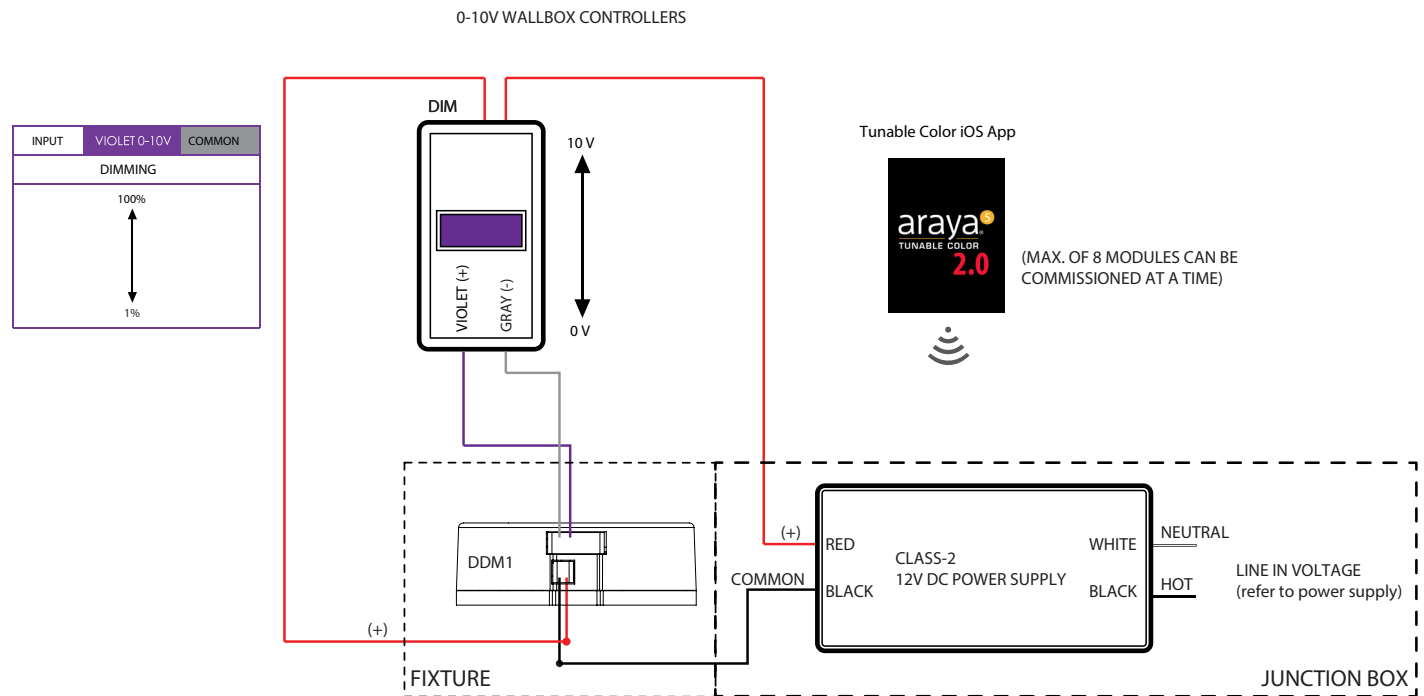 0-10V WALLBOX CONTROLLERS
DIM
INPUT VIOLET 0-10V COMMON
DIMMING
100%
1%
10 V
0 V
VIOLET (+)
GRAY (-)
Tunable Color iOS App
araya 5
TUNABLE COLOR
2.0
(MAX. OF 8 MODULES CAN BE
COMMISSIONED AT A TIME)
DDM1
(+)
FIXTURE
(+)
COMMON
RED
BLACK
CLASS-2
12V DC POWER SUPPLY
WHITE
BLACK
NEUTRAL
HOT
LINE IN VOLTAGE
(refer to power supply)
JUNCTION BOX